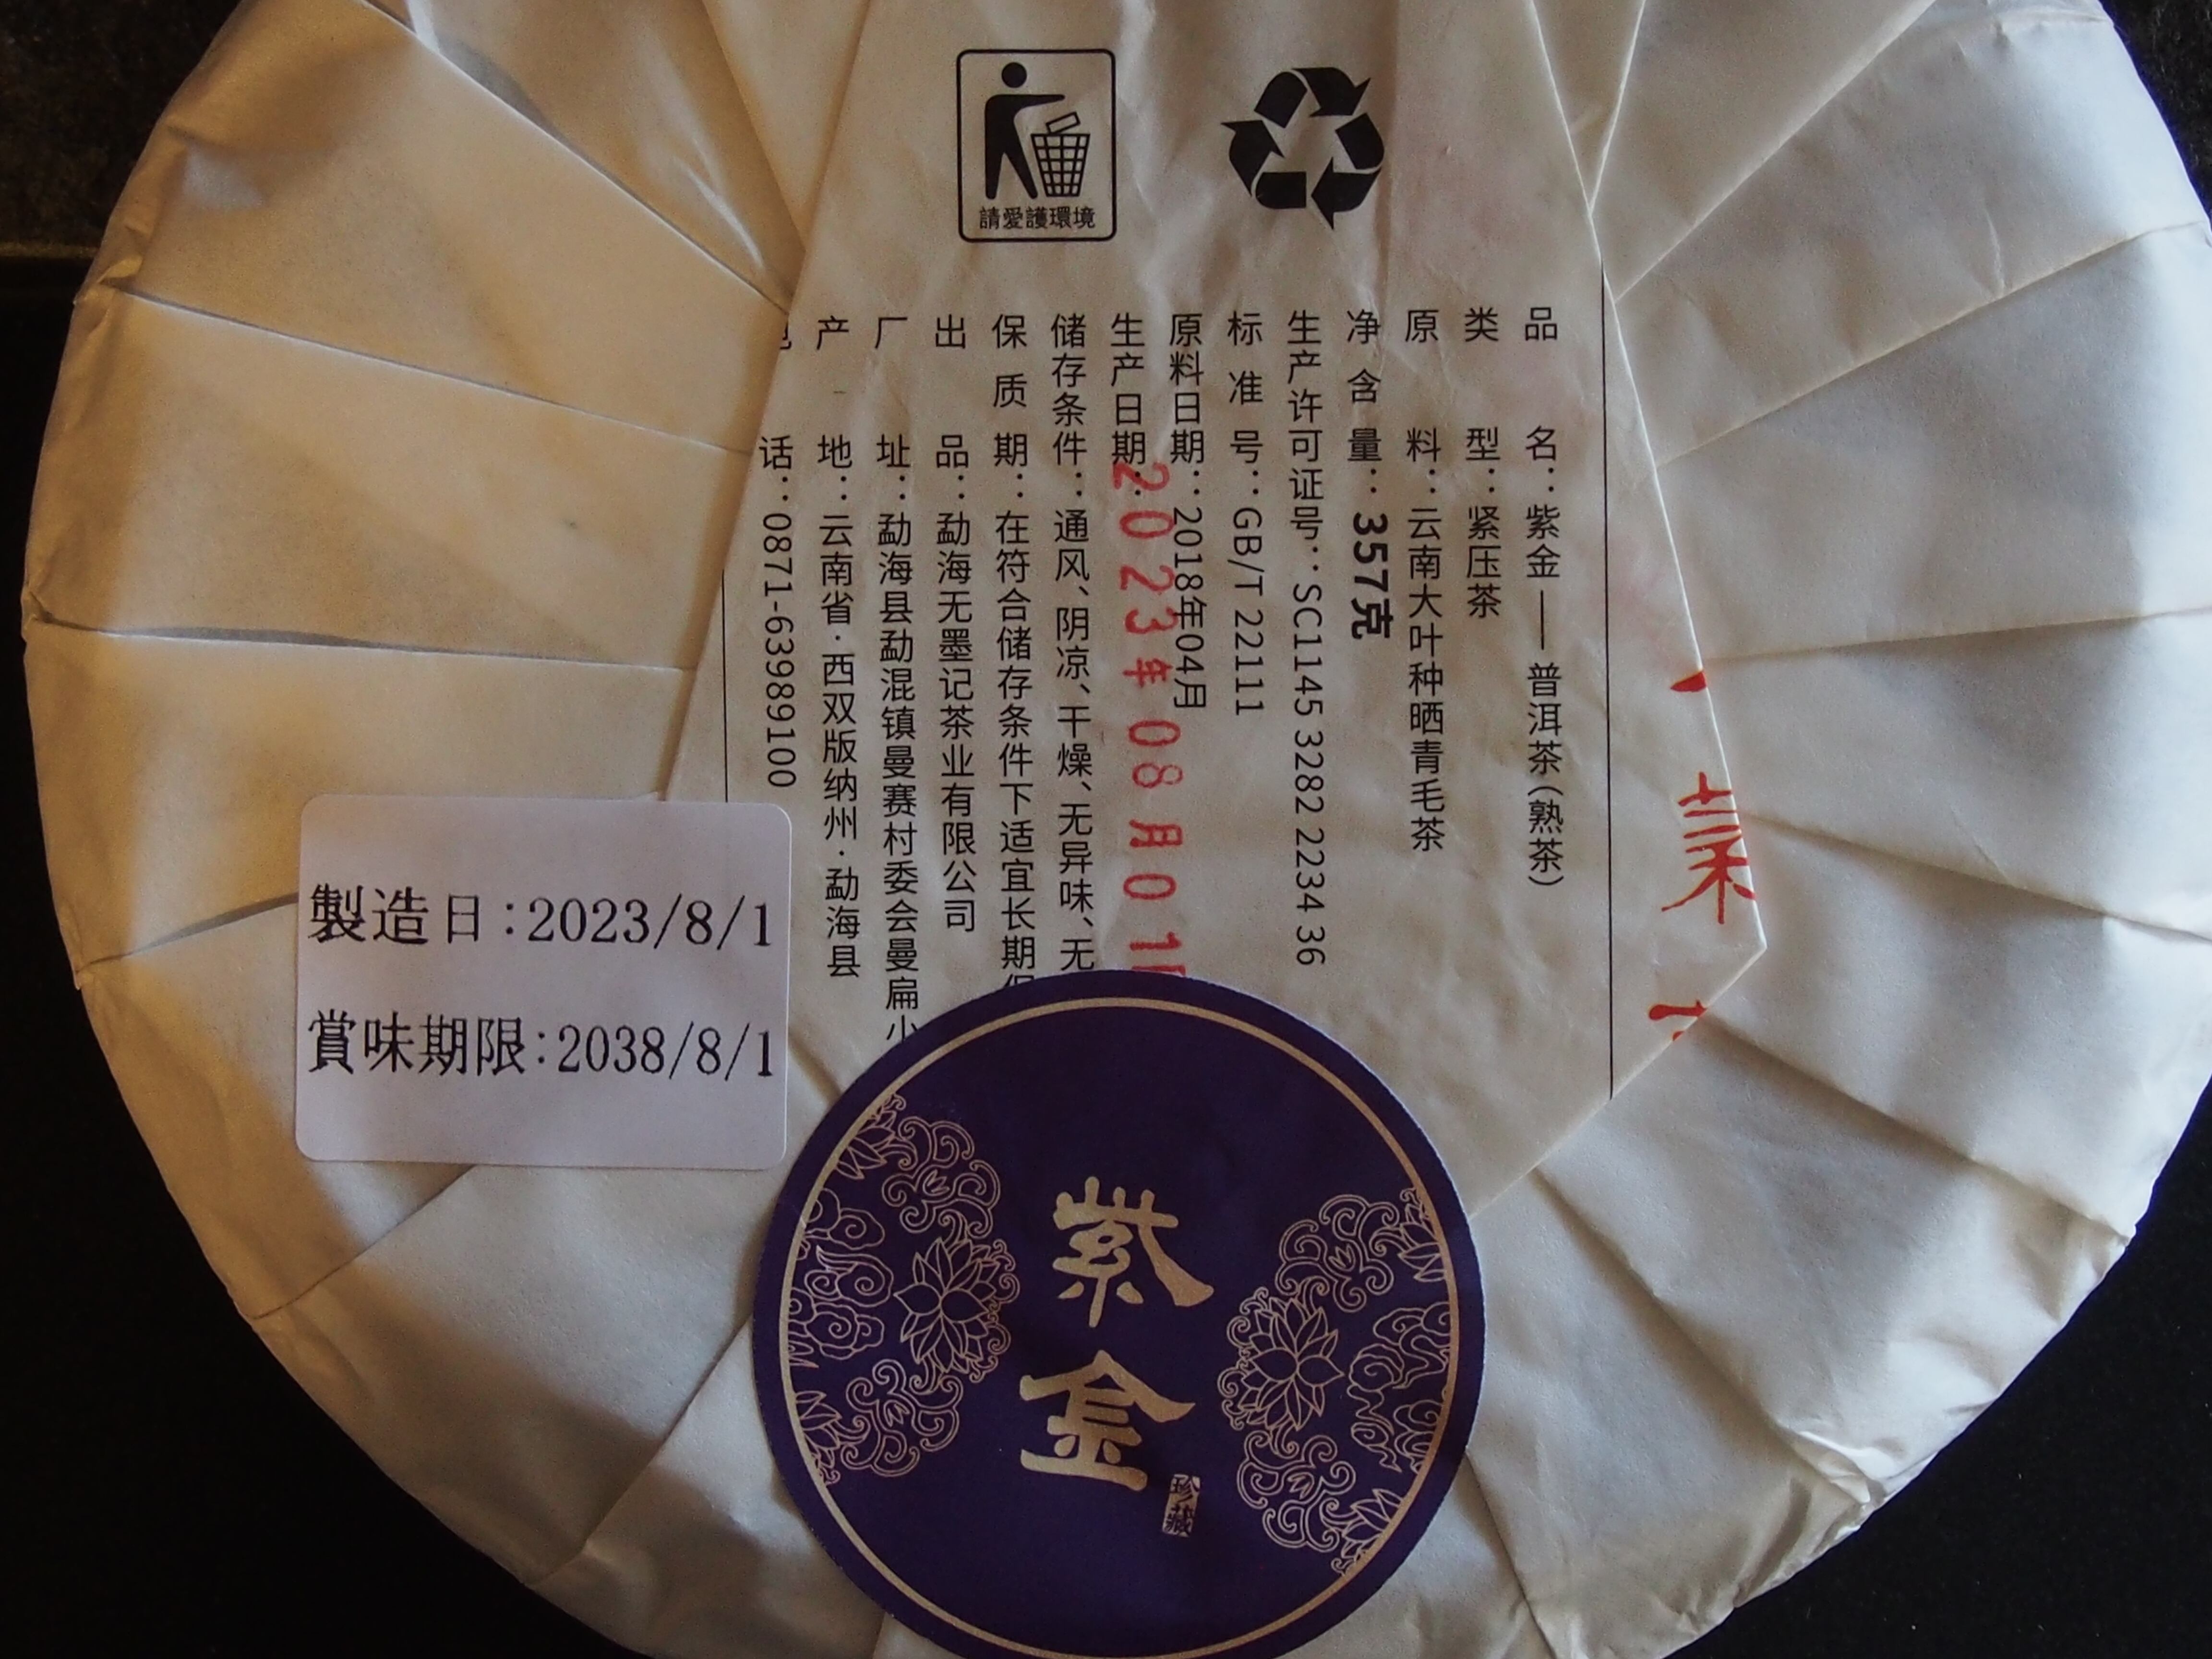 請愛護環境
品名：紫金——普洱茶(熟茶)
类型：紧压茶
原料：云南大叶种晒青毛茶
净含量：357克
生产许可证号：SC1145 3282 2234 36
标准号：GB/T 22111
原料日期：2018年04月
生产日期：2023年08月01
储存条件：通风、阴凉、干燥、无异味、无
保质期：在符合储存条件下适宜长期
出品：勐海无墨记茶业有限公司
厂址：勐海县勐混镇曼赛村委会曼扁小
产地：云南省·西双版纳州·勐海县
话：0871-63989100
製造日:2023/8/1
賞味期限:2038/8/1
紫金
珍藏